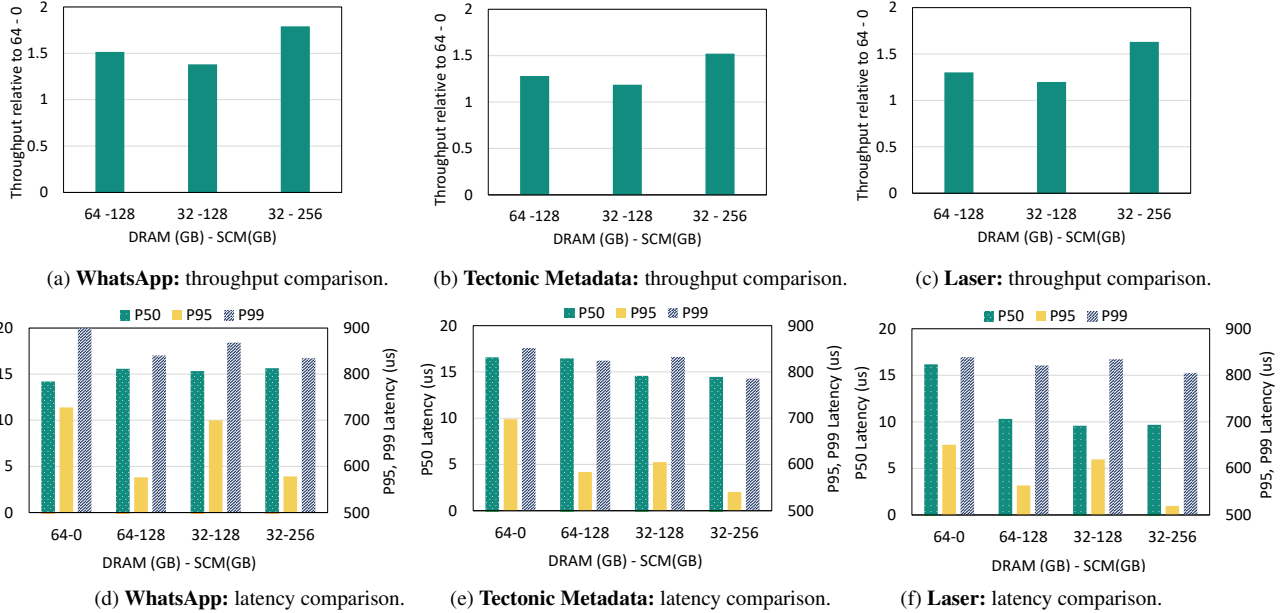 Throughput relative to 64 - 0
2
1.5
1
0.5
0
64 -128 32 -128 32 - 256
DRAM (GB) - SCM(GB)
(a) WhatsApp: throughput comparison.
Throughput relative to 64 - 0
2
1.5
1
0.5
0
64 -128 32 -128 32 - 256
DRAM (GB) - SCM(GB)
(b) Tectonic Metadata: throughput comparison.
Throughput relative to 64 - 0
2
1.5
1
0.5
0
64 -128 32 -128 32 - 256
DRAM (GB) - SCM(GB)
(c) Laser: throughput comparison.
P50 P95 P99
20
15
10
5
0
900
800
700
600
500
P95, P99 Latency (us)
64-0 64-128 32-128 32-256
DRAM (GB) - SCM(GB)
(d) WhatsApp: latency comparison.
P50 P95 P99
P50 Latency (us)
20
15
10
5
0
900
800
700
600
500
P95, P99 Latency (us)
64-0 64-128 32-128 32-256
DRAM (GB) - SCM(GB)
(e) Tectonic Metadata: latency comparison.
P50 P95 P99
P50 Latency (us)
20
15
10
5
0
900
800
700
600
500
P95, P99 Latency (us)
64-0 64-128 32-128 32-256
DRAM (GB) - SCM(GB)
(f) Laser: latency comparison.